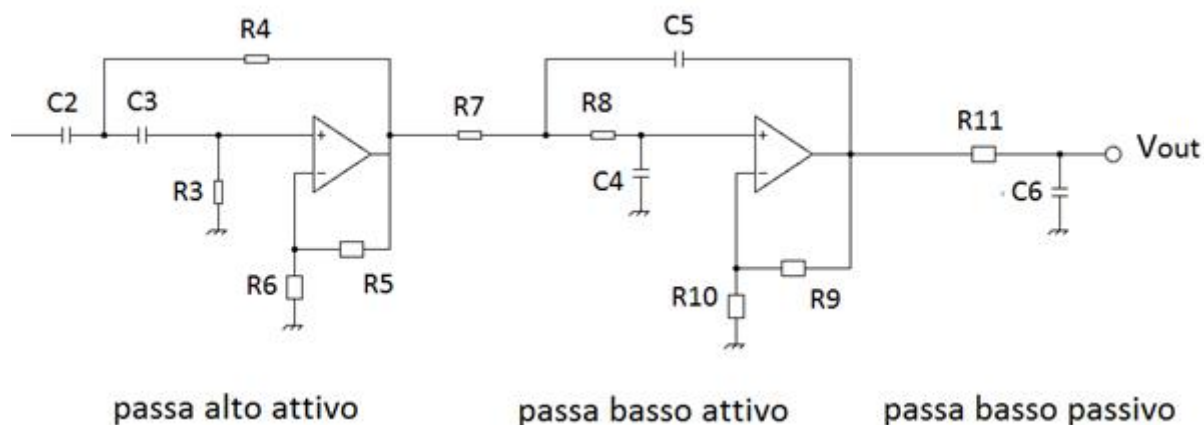 R4
C5
C2
C3
R7
R8
R11
Vout
+
+
−
−
R3
C4
C6
R6
R5
R10
R9
passa alto attivo
passa basso attivo
passa basso passivo